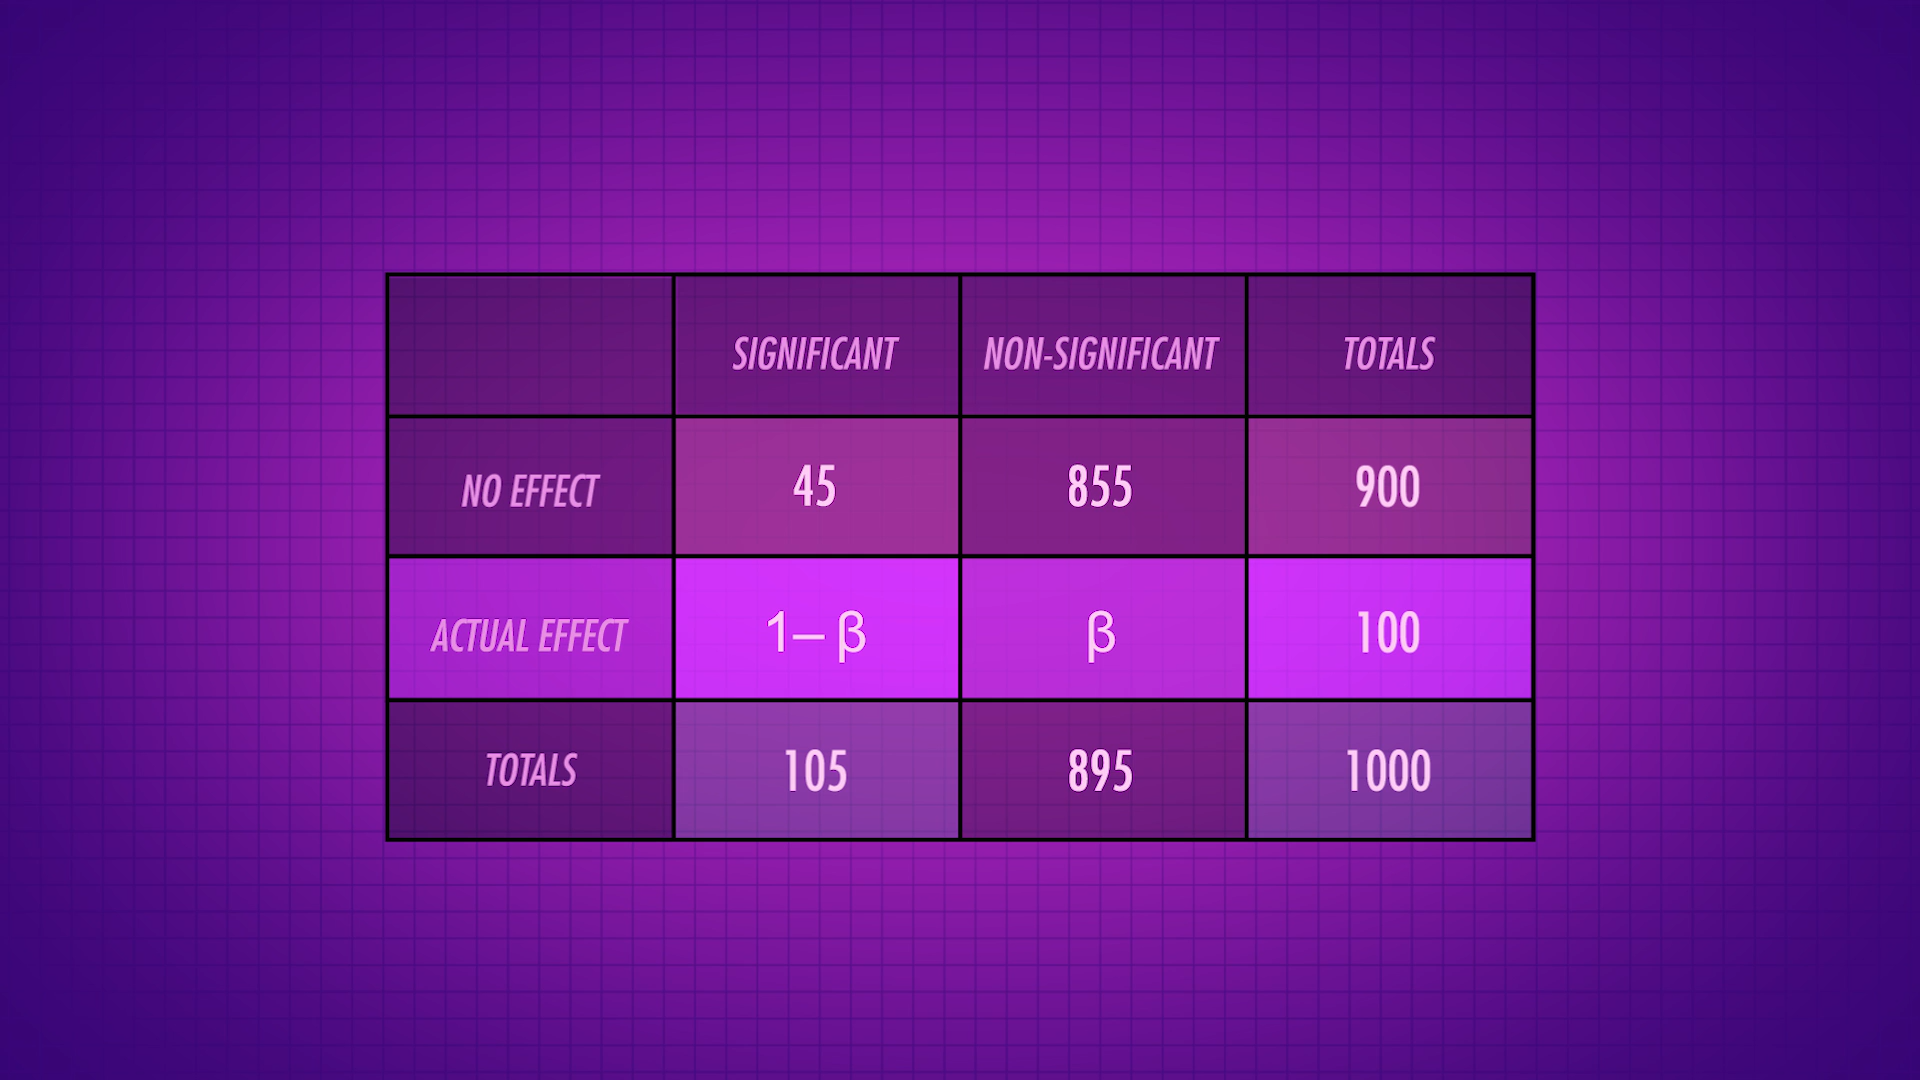 SIGNIFICANT NON-SIGNIFICANT TOTALS
NO EFFECT 45 855 900
ACTUAL EFFECT 1– β β 100
TOTALS 105 895 1000